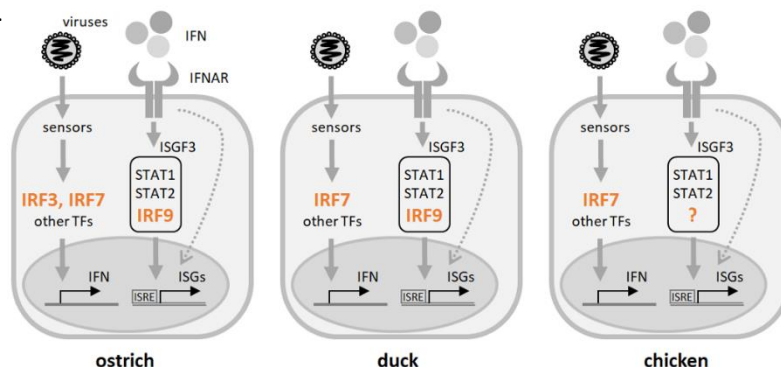 viruses
IFN
IFNAR
sensors
ISGF3
STAT1
STAT2
IRF9
IRF3, IRF7
other TFs
IFN
ISGs
ISRE
ostrich
sensors
ISGF3
STAT1
STAT2
IRF9
IRF7
other TFs
IFN
ISGs
ISRE
duck
sensors
ISGF3
STAT1
STAT2
?
IRF7
other TFs
IFN
ISGs
ISRE
chicken